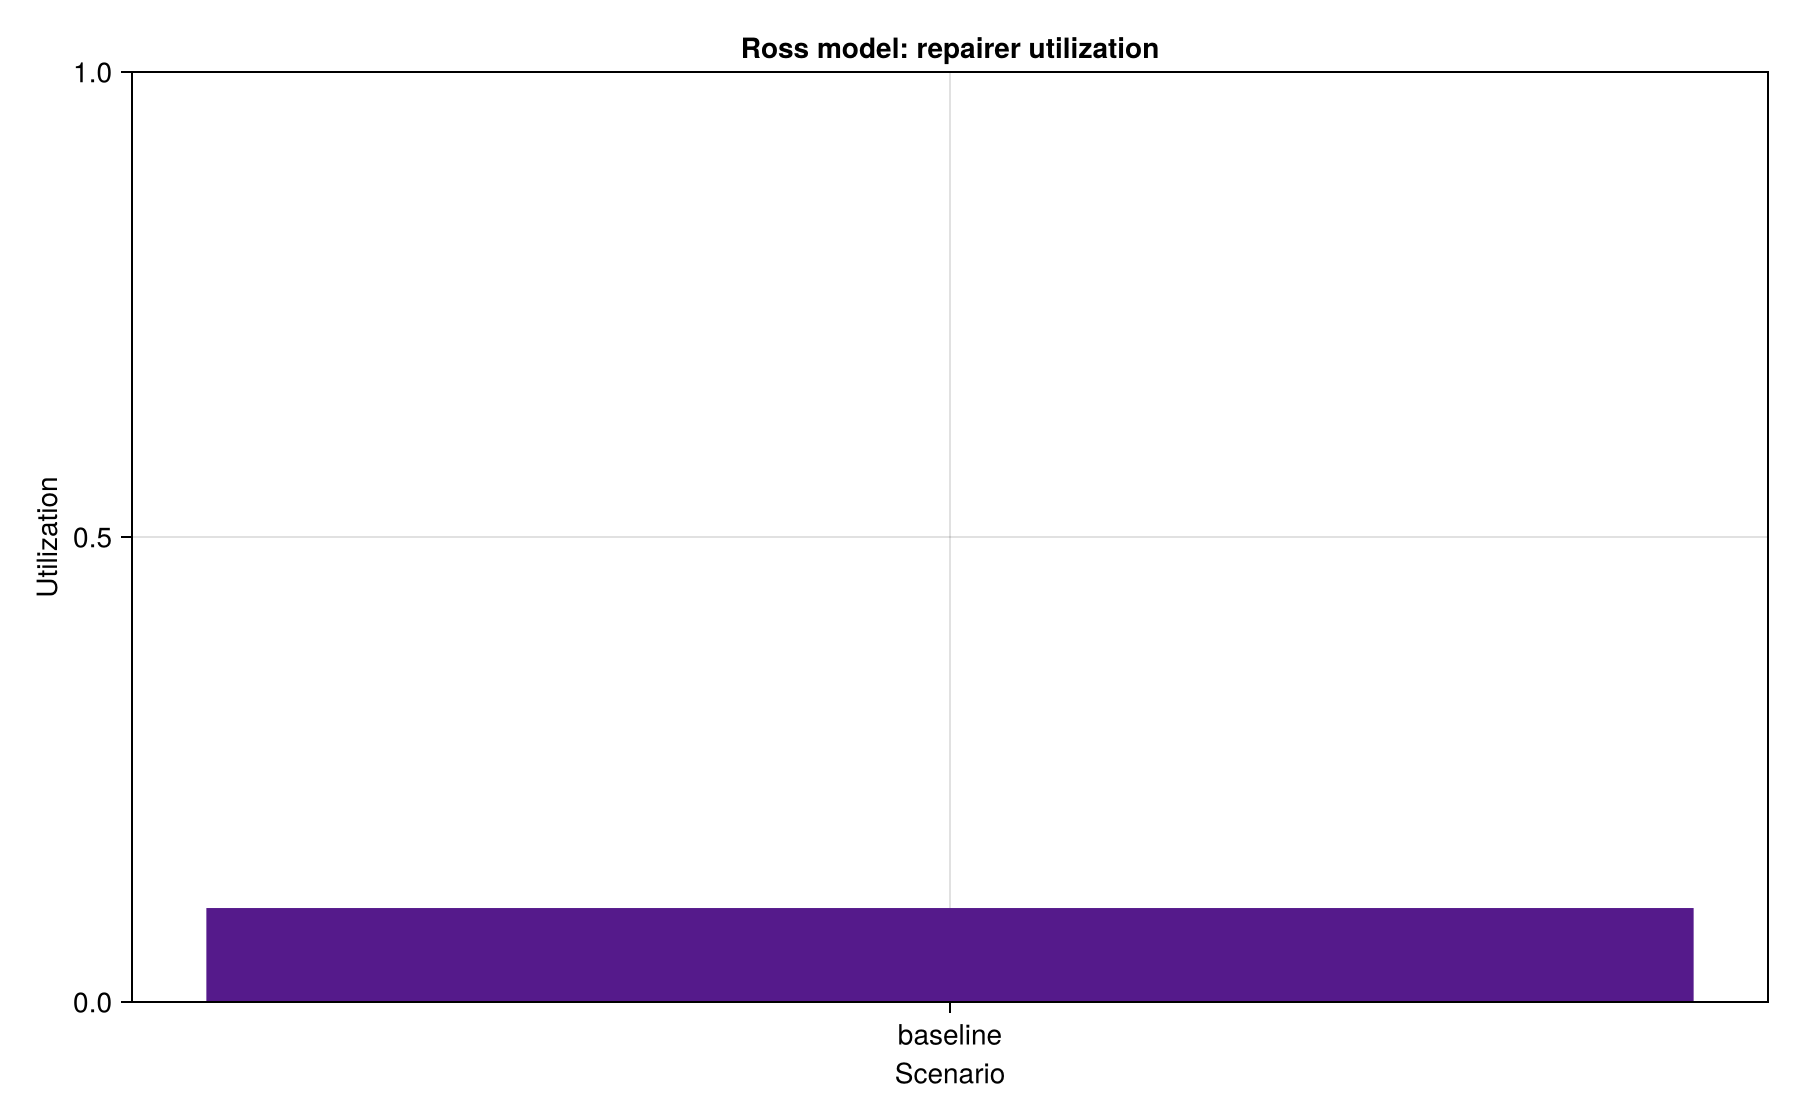 Ross model: repairer utilization
1.0
0.5
0.0
Utilization
baseline
Scenario